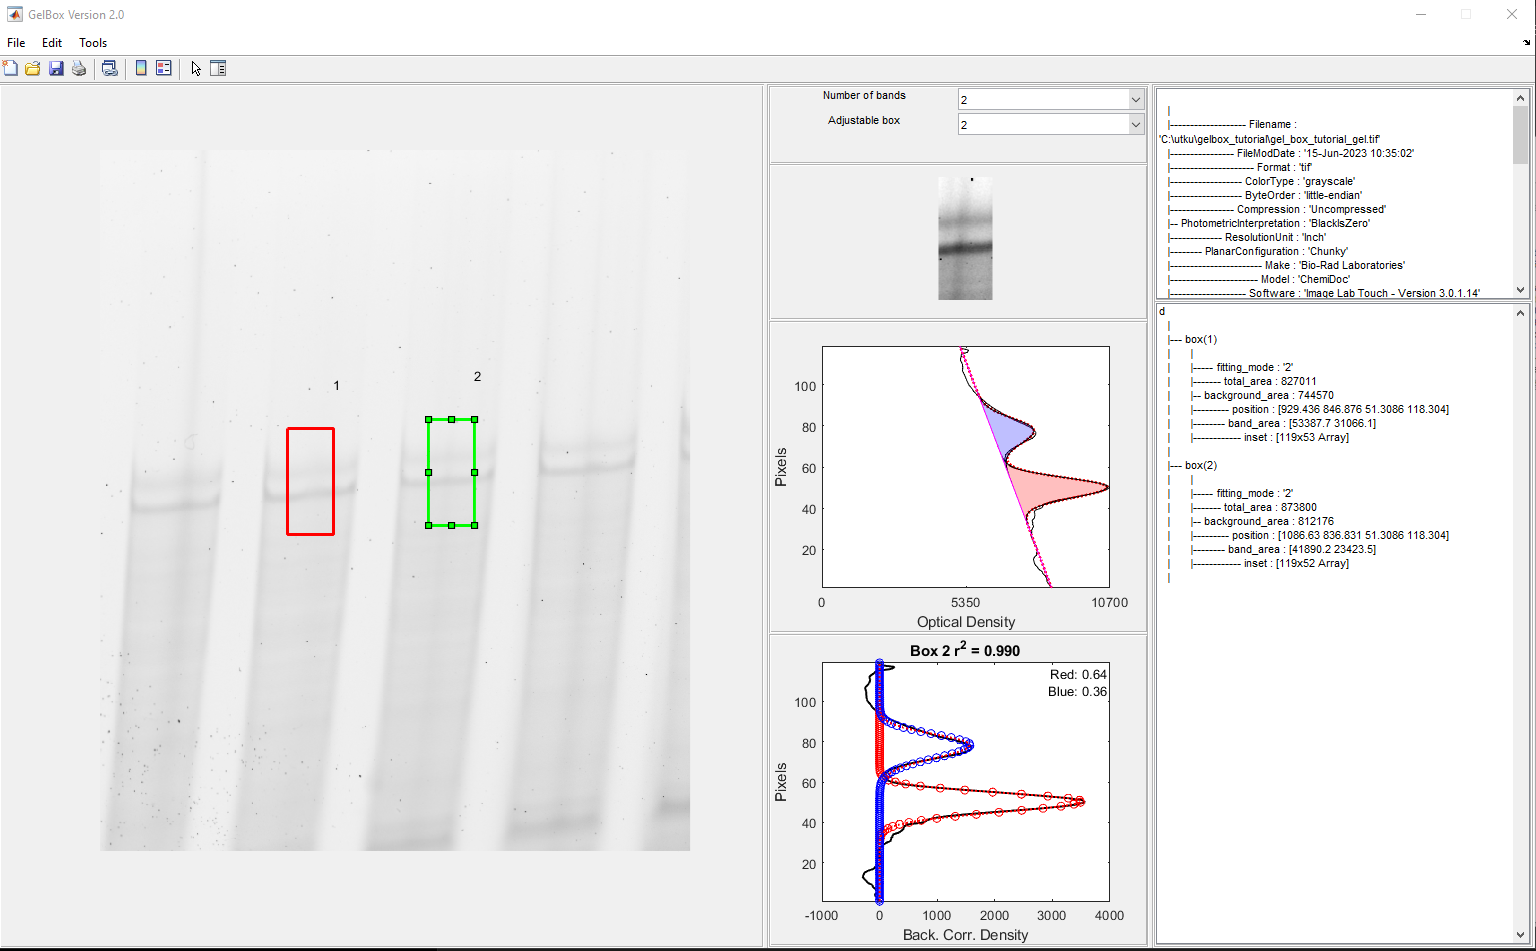 GelBox Version 2.0
File Edit Tools
1
2
Number of bands 2
Adjustable box 2
100
80
60
40
20
Pixels
0 5350 10700
Optical Density
Box 2 r² = 0.990
Red: 0.64
Blue: 0.36
100
80
60
40
20
Pixels
-1000 0 1000 2000 3000 4000
Back. Corr. Density
|
|------------------- Filename :
'C:\utku\gelbox_tutorial\gel_box_tutorial_gel.tif'
|---------------- FileModDate : '15-Jun-2023 10:35:02'
|--------------------- Format : 'tif'
|------------------ ColorType : 'grayscale'
|------------------ ByteOrder : 'little-endian'
|---------------- Compression : 'Uncompressed'
|-- PhotometricInterpretation : 'BlackIsZero'
|------------- ResolutionUnit : 'Inch'
|-------- PlanarConfiguration : 'Chunky'
|----------------------- Make : 'Bio-Rad Laboratories'
|---------------------- Model : 'ChemiDoc'
|------------------- Software : 'Image Lab Touch - Version 3.0.1.14'
d
|
|--- box(1)
|
|----- fitting_mode : '2'
|------- total_area : 827011
|-- background_area : 744570
|--------- position : [929.436 846.876 51.3086 118.304]
|-------- band_area : [53387.7 31066.1]
|------------ inset : [119x53 Array]
|
|--- box(2)
|
|----- fitting_mode : '2'
|------- total_area : 873800
|-- background_area : 812176
|--------- position : [1086.63 836.831 51.3086 118.304]
|-------- band_area : [41890.2 23423.5]
|------------ inset : [119x52 Array]
|